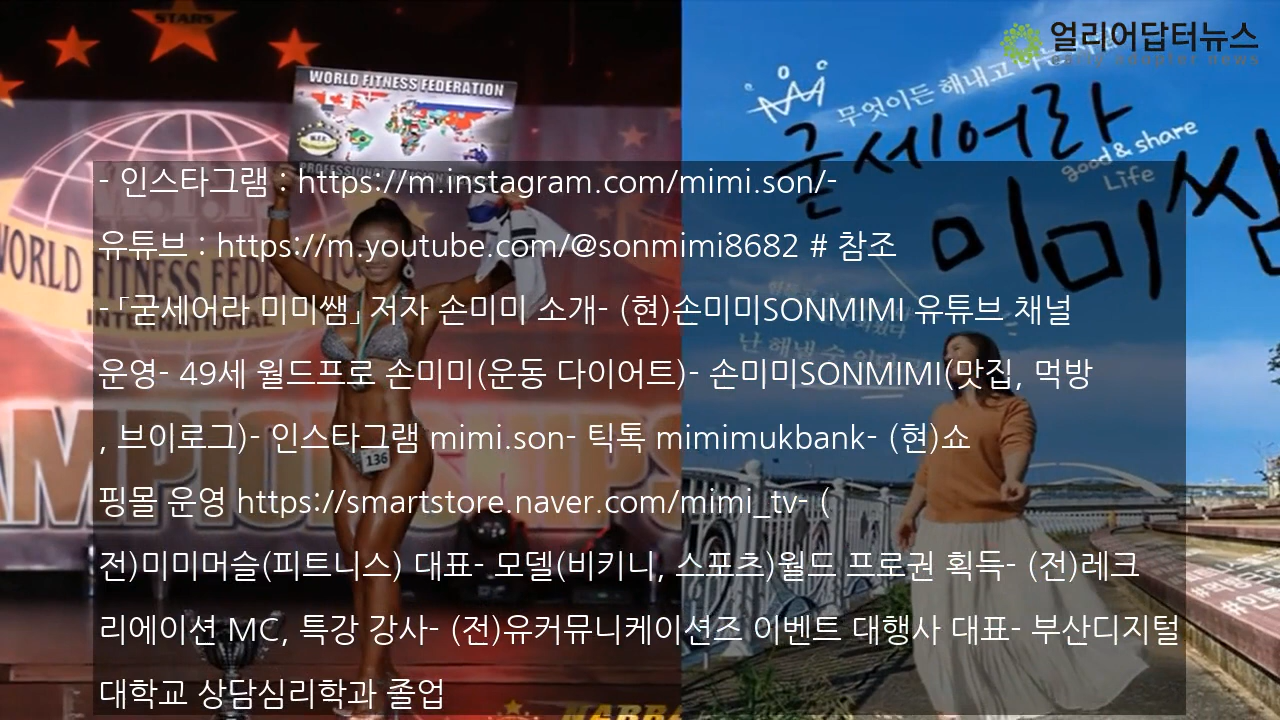 STARS
얼리어답터뉴스
early adopter news
WORLD FITNESS FEDERATION
무엇이든 해내고
굳세어라
good & share
Life
미미쌤
- 인스타그램 : https://m.instagram.com/mimi.son/-
유튜브 : https://m.youtube.com/@sonmimi8682 # 참조
-「굳세어라 미미쌤」 저자 손미미 소개- (현)손미미SONMIMI 유튜브 채널
운영- 49세 월드프로 손미미(운동 다이어트)- 손미미SONMIMI(맛집, 먹방
, 브이로그)- 인스타그램 mimi.son- 틱톡 mimimukbank- (현)쇼
핑몰 운영 https://smartstore.naver.com/mimi_tv- (
전)미미머슬(피트니스) 대표- 모델(비키니, 스포츠)월드 프로권 획득- (전)레크
리에이션 MC, 특강 강사- (전)유커뮤니케이션즈 이벤트 대행사 대표- 부산디지털
대학교 상담심리학과 졸업
WORLD FITNESS FEDERATION
INTERNATIONAL
136